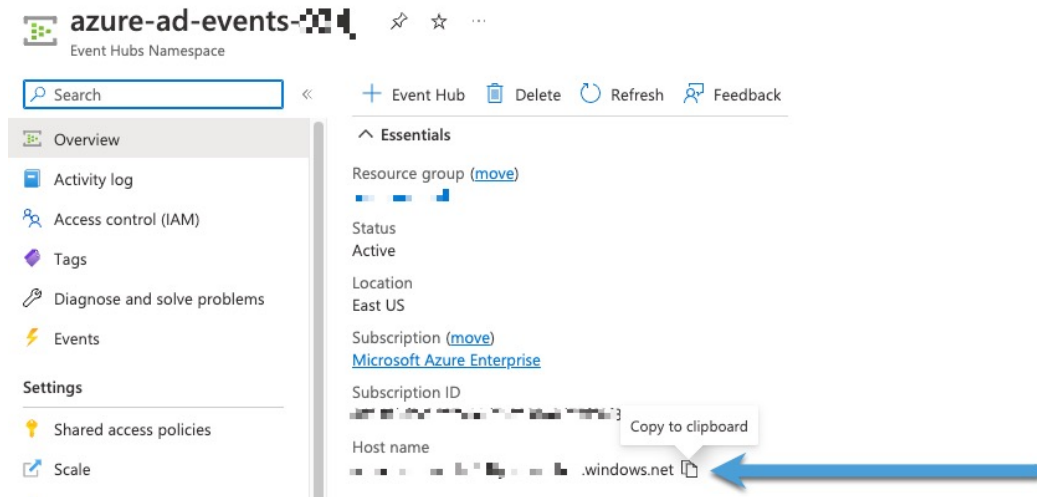 azure-ad-events-
Event Hubs Namespace
Search
Overview
Activity log
Access control (IAM)
Tags
Diagnose and solve problems
Events
Settings
Shared access policies
Scale
Event Hub Delete Refresh Feedback
Essentials
Resource group (move)
Status
Active
Location
East US
Subscription (move)
Microsoft Azure Enterprise
Subscription ID
Copy to clipboard
Host name
.windows.net